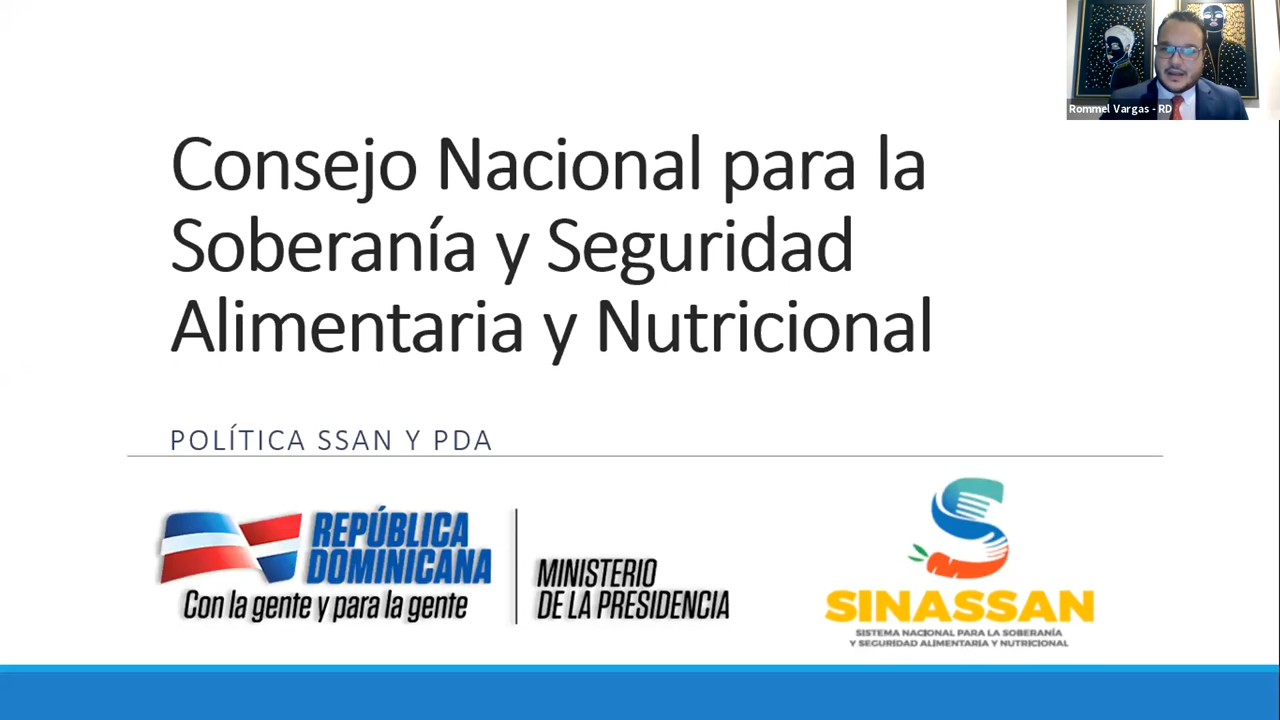 Rommel Vargas - RD
Consejo Nacional para la
Soberanía y Seguridad
Alimentaria y Nutricional
POLÍTICA SSAN Y PDA
REPÚBLICA
DOMINICANA
Con la gente y para la gente
MINISTERIO
DE LA PRESIDENCIA
SINASSAN
SISTEMA NACIONAL PARA LA SOBERANÍA
Y SEGURIDAD ALIMENTARIA Y NUTRICIONAL